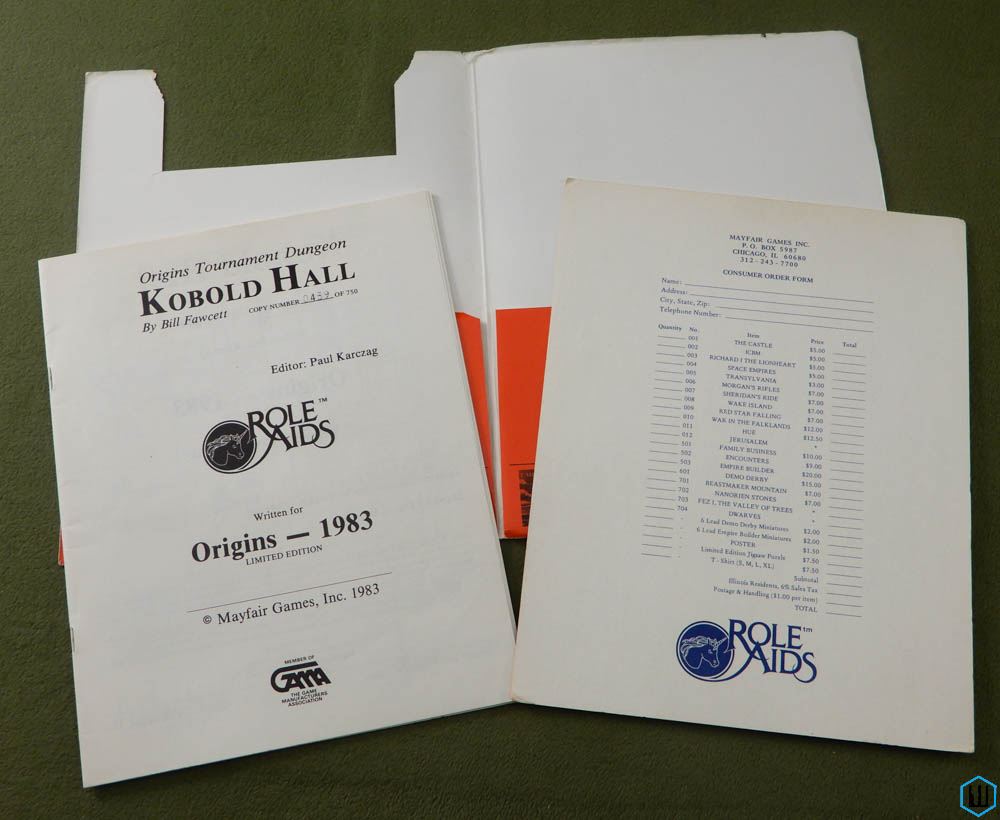 Origins Tournament Dungeon
KOBOLD HALL
By Bill Fawcett COPY NUMBER 0439 OF 750
Editor: Paul Karczag
ROLE AIDS™
Written for
Origins — 1983
LIMITED EDITION
© Mayfair Games, Inc. 1983
MEMBER OF
GAMA
THE GAME
MANUFACTURERS
ASSOCIATION
MAYFAIR GAMES INC.
P. O. BOX 5987
CHICAGO, IL 60680
312-243-7700
CONSUMER ORDER FORM
Name:
Address:
City, State, Zip:
Telephone Number:
Quantity No. Item Price Total
001 THE CASTLE $5.00
002 ICBM $5.00
003 RICHARD I THE LIONHEART $5.00
004 SPACE EMPIRES $5.00
005 TRANSYLVANIA $3.00
006 MORGAN'S RIFLES $7.00
007 SHERIDAN'S RIDE $7.00
008 WAKE ISLAND $7.00
009 RED STAR FALLING $7.00
010 WAR IN THE FALKLANDS $12.00
011 HUE $12.50
012 JERUSALEM *
501 FAMILY BUSINESS $10.00
502 ENCOUNTERS $9.00
503 EMPIRE BUILDER $20.00
601 DEMO DERBY $15.00
701 BEASTMAKER MOUNTAIN $7.00
702 NANORIEN STONES $7.00
703 FEZ I, THE VALLEY OF TREES *
704 DWARVES *
- 6 Lead Demo Derby Miniatures $2.00
- 6 Lead Empire Builder Miniatures $2.00
- POSTER $1.50
- Limited Edition Jigsaw Puzzle $7.50
- T - Shirt (S, M, L, XL) $7.50
Subtotal
Illinois Residents, 6% Sales Tax
Postage & Handling ($1.00 per item)
TOTAL
ROLE AIDS™